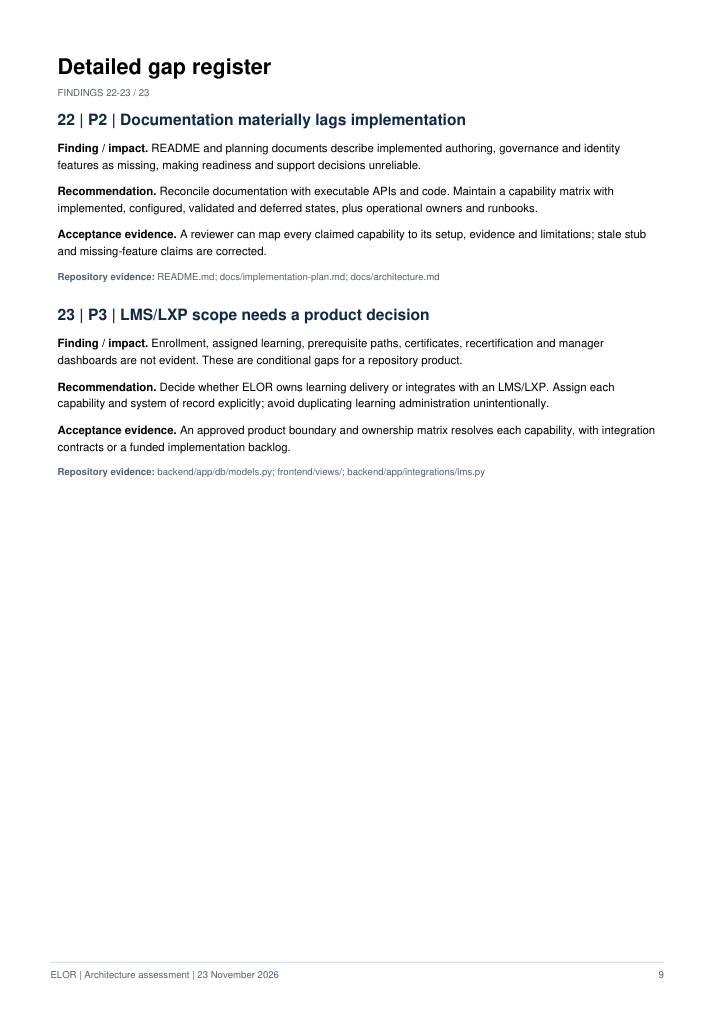 Detailed gap register
FINDINGS 22-23 / 23
22 | P2 | Documentation materially lags implementation
Finding / impact. README and planning documents describe implemented authoring, governance and identity
features as missing, making readiness and support decisions unreliable.
Recommendation. Reconcile documentation with executable APIs and code. Maintain a capability matrix with
implemented, configured, validated and deferred states, plus operational owners and runbooks.
Acceptance evidence. A reviewer can map every claimed capability to its setup, evidence and limitations; stale stub
and missing-feature claims are corrected.
Repository evidence: README.md; docs/implementation-plan.md; docs/architecture.md
23 | P3 | LMS/LXP scope needs a product decision
Finding / impact. Enrollment, assigned learning, prerequisite paths, certificates, recertification and manager
dashboards are not evident. These are conditional gaps for a repository product.
Recommendation. Decide whether ELOR owns learning delivery or integrates with an LMS/LXP. Assign each
capability and system of record explicitly; avoid duplicating learning administration unintentionally.
Acceptance evidence. An approved product boundary and ownership matrix resolves each capability, with integration
contracts or a funded implementation backlog.
Repository evidence: backend/app/db/models.py; frontend/views/; backend/app/integrations/lms.py
ELOR | Architecture assessment | 23 November 2026
9